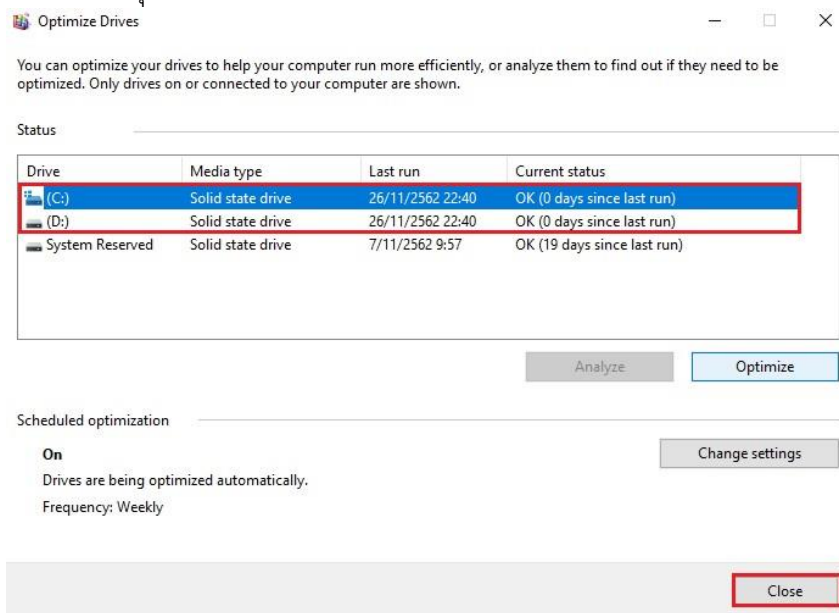 Optimize Drives
You can optimize your drives to help your computer run more efficiently, or analyze them to find out if they need to be
optimized. Only drives on or connected to your computer are shown.
Status
Drive Media type Last run Current status
(C:) Solid state drive 26/11/2562 22:40 OK (0 days since last run)
(D:) Solid state drive 26/11/2562 22:40 OK (0 days since last run)
System Reserved Solid state drive 7/11/2562 9:57 OK (19 days since last run)
Analyze Optimize
Scheduled optimization
On Change settings
Drives are being optimized automatically.
Frequency: Weekly
Close